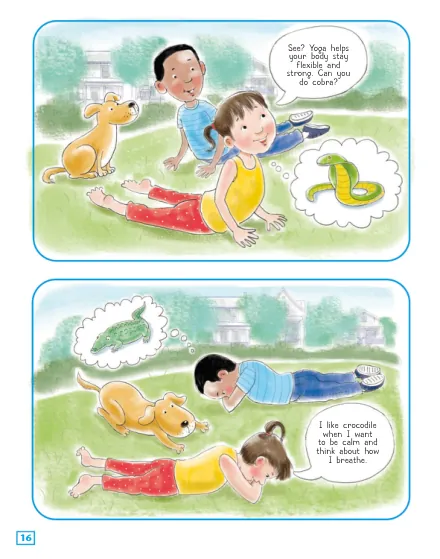 See? Yoga helps
your body stay
flexible and
strong. Can you
do cobra?
I like crocodile
when I want
to be calm and
think about how
I breathe.
16